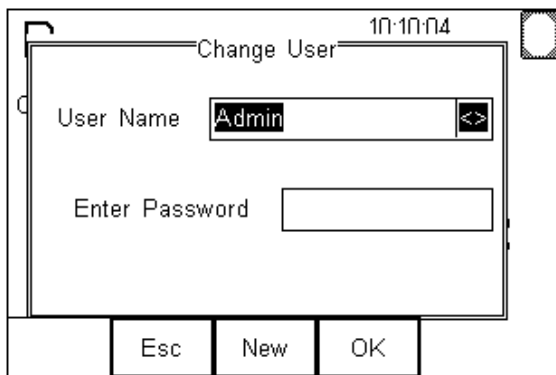 10:10:04
Change User
User Name Admin <>
Enter Password
Esc New OK